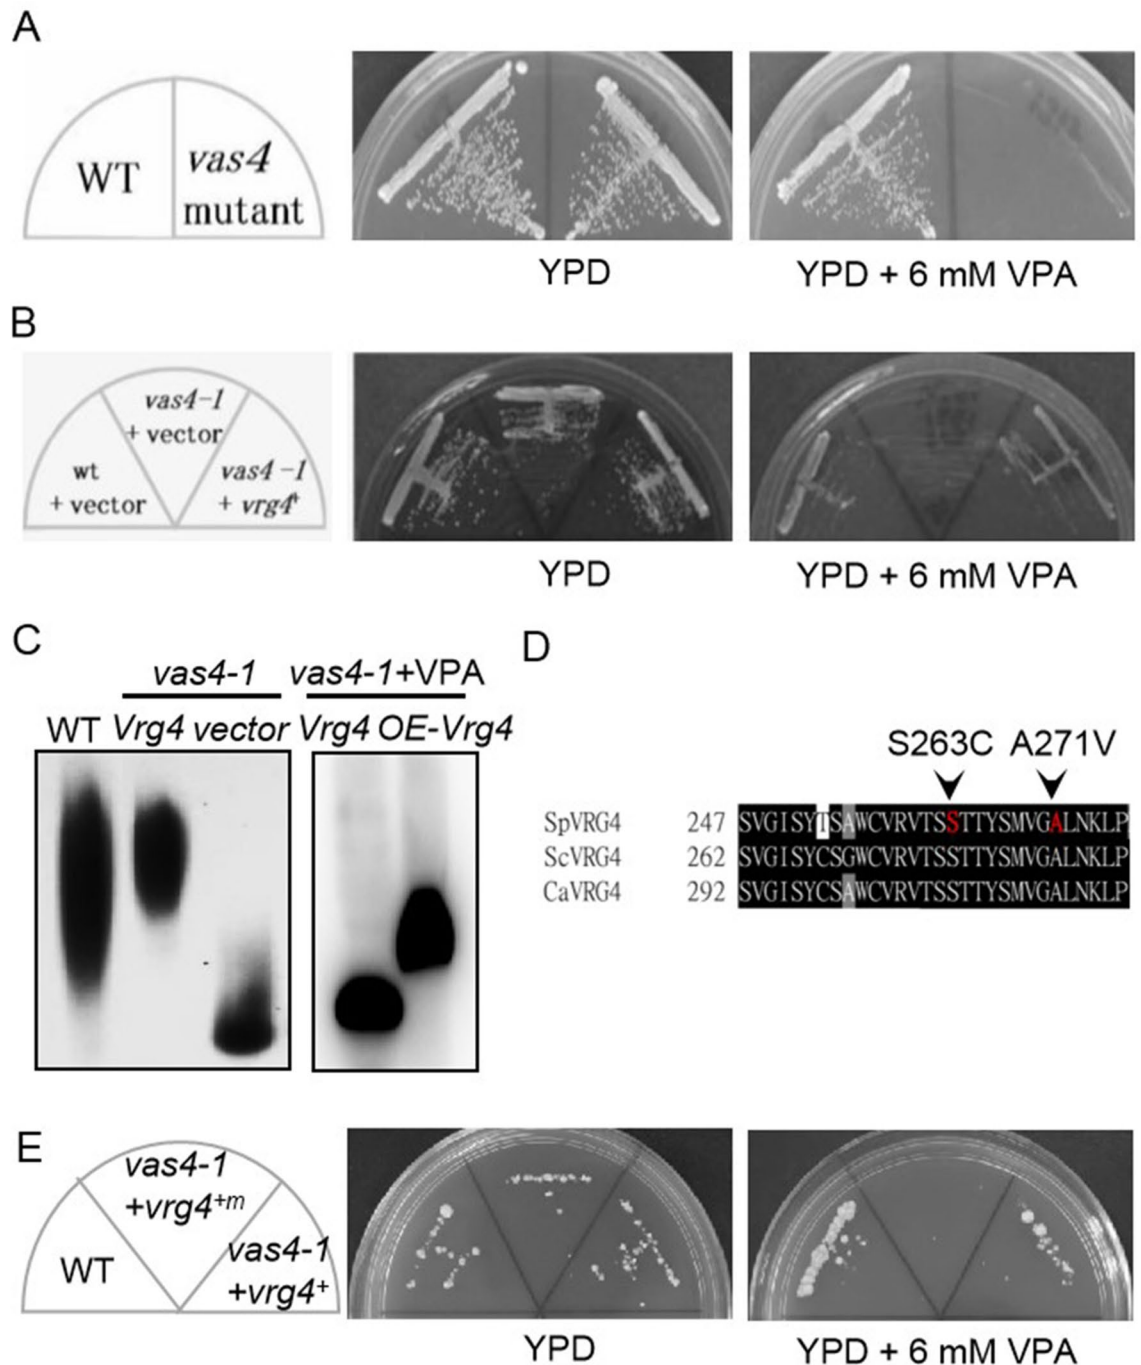 A
WT
vas4
mutant
YPD
YPD + 6 mM VPA
B
vas4-1
+ vector
wt
+ vector
vas4-1
+ vrg4+
YPD
YPD + 6 mM VPA
C
vas4-1
vas4-1+VPA
WT Vrg4 vector
Vrg4 OE-Vrg4
D
S263C A271V
SpVRG4 247 SVGISYTSAWCVRVTSSTTYSMVGALNKLP
ScVRG4 262 SVGISYCSGWCVRVTSSTTYSMVGALNKLP
CaVRG4 292 SVGISYCSAWCVRVTSSTTYSMVGALNKLP
E
vas4-1
+vrg4+m
WT
vas4-1
+vrg4+
YPD
YPD + 6 mM VPA